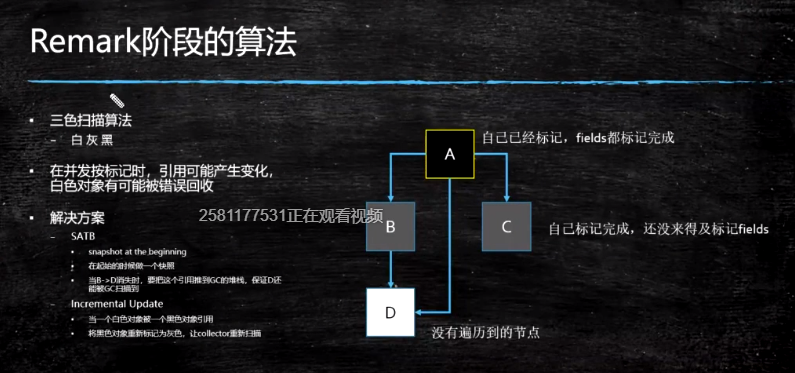 Remark阶段的算法
三色扫描算法
白 灰 黑
在并发按标记时，引用可能产生变化，
白色对象有可能被错误回收
解决方案
SATB
snapshot at the beginning
在起始的时候做一个快照
当B->D消失时，要把这个引用推到GC的堆栈，保证D还
能被GC扫描到
Incremental Update
当一个白色对象被一个黑色对象引用
将黑色对象重新标记为灰色，让collector重新扫描
2581177531正在观看视频
A
自己已经标记，fields都标记完成
B
C
自己标记完成，还没来得及标记fields
D
没有遍历到的节点